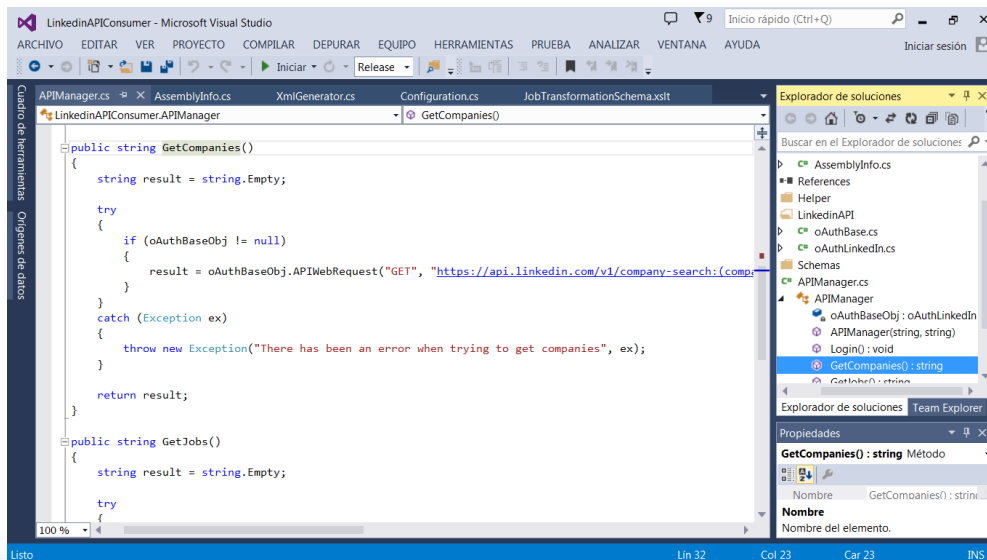 LinkedinAPIConsumer - Microsoft Visual Studio
9
Inicio rápido (Ctrl+Q)
ARCHIVO EDITAR VER PROYECTO COMPILAR DEPURAR EQUIPO HERRAMIENTAS PRUEBA ANALIZAR VENTANA AYUDA
Iniciar sesión
Iniciar
Release
Cuadro de herramientas
Orígenes de datos
APIManager.cs AssemblyInfo.cs XmlGenerator.cs Configuration.cs JobTransformationSchema.xslt
LinkedinAPIConsumer.APIManager
GetCompanies()
public string GetCompanies()
{
string result = string.Empty;
try
{
if (oAuthBaseObj != null)
{
result = oAuthBaseObj.APIWebRequest("GET", "https://api.linkedin.com/v1/company-search:(compa
}
}
catch (Exception ex)
{
throw new Exception("There has been an error when trying to get companies", ex);
}
return result;
}
public string GetJobs()
{
string result = string.Empty;
try
{
100 %
Explorador de soluciones
Buscar en el Explorador de soluciones
C# AssemblyInfo.cs
References
Helper
LinkedinAPI
C# oAuthBase.cs
C# oAuthLinkedIn.cs
Schemas
C# APIManager.cs
APIManager
oAuthBaseObj : oAuthLinkedIn
APIManager(string, string)
Login() : void
GetCompanies() : string
GetJobs() : string
Explorador de soluciones Team Explorer
Propiedades
GetCompanies() : string Método
Nombre GetCompanies() : string
Nombre
Nombre del elemento.
Listo
Lín 32 Col 23 Car 23 INS